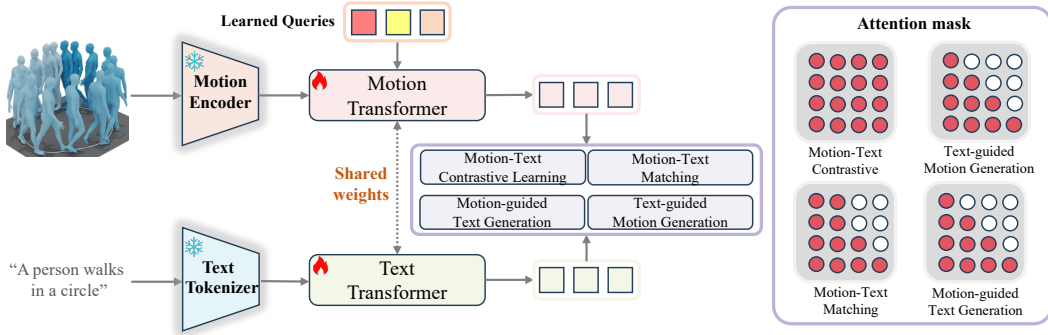 Learned Queries
Motion
Encoder
Motion
Transformer
Shared
weights
Motion-Text
Contrastive Learning
Motion-Text
Matching
Motion-guided
Text Generation
Text-guided
Motion Generation
“A person walks
in a circle”
Text
Tokenizer
Text
Transformer
Attention mask
Motion-Text
Contrastive
Text-guided
Motion Generation
Motion-Text
Matching
Motion-guided
Text Generation